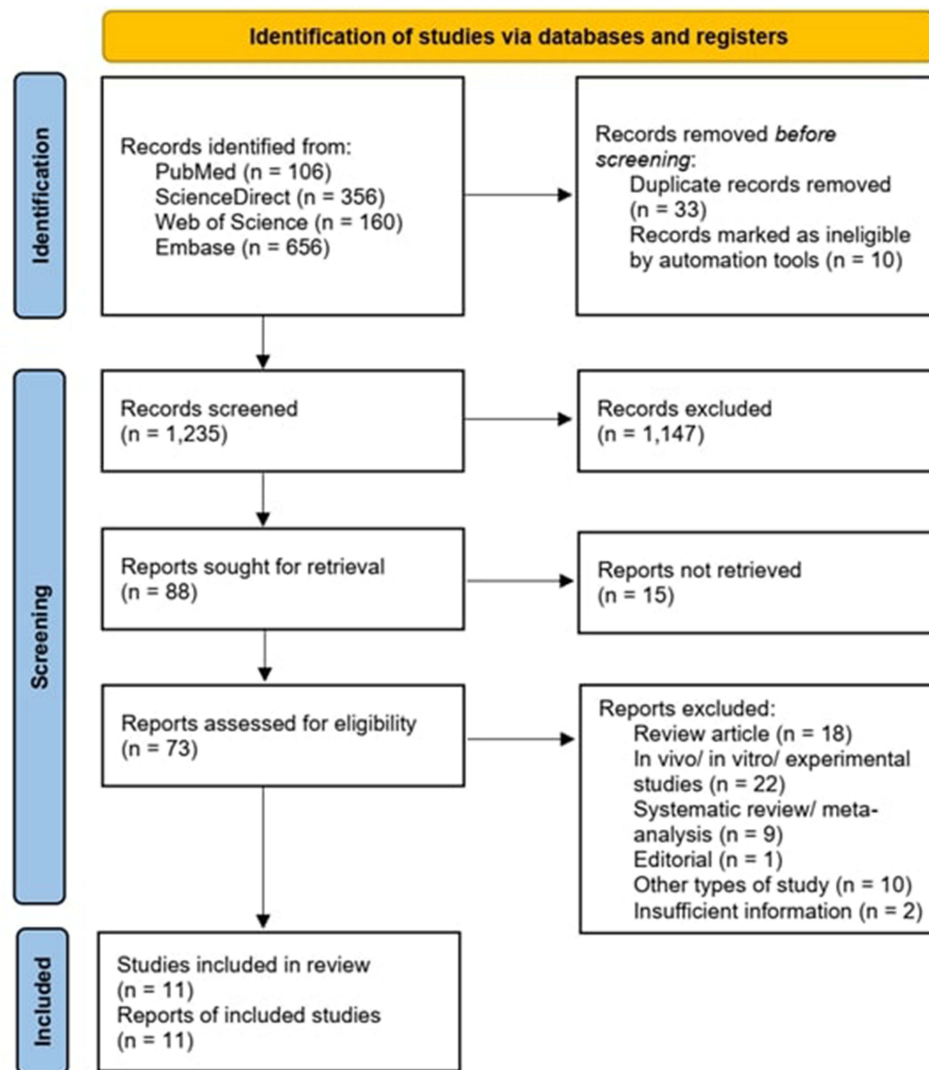 Identification of studies via databases and registers
Identification
Records identified from:
PubMed (n = 106)
ScienceDirect (n = 356)
Web of Science (n = 160)
Embase (n = 656)
Records removed before
screening:
Duplicate records removed
(n = 33)
Records marked as ineligible
by automation tools (n = 10)
Screening
Records screened
(n = 1,235)
Records excluded
(n = 1,147)
Reports sought for retrieval
(n = 88)
Reports not retrieved
(n = 15)
Reports assessed for eligibility
(n = 73)
Reports excluded:
Review article (n = 18)
In vivo/ in vitro/ experimental
studies (n = 22)
Systematic review/ meta-
analysis (n = 9)
Editorial (n = 1)
Other types of study (n = 10)
Insufficient information (n = 2)
Included
Studies included in review
(n = 11)
Reports of included studies
(n = 11)